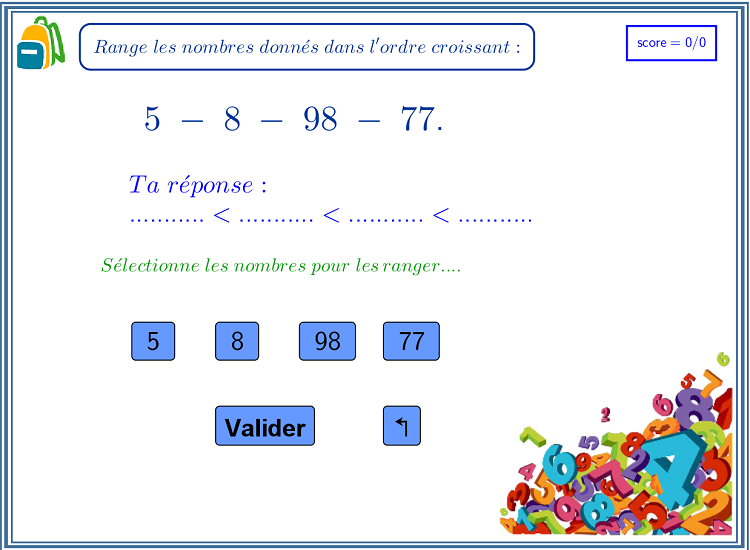 Range les nombres donnés dans l'ordre croissant :
score = 0/0
5 − 8 − 98 − 77.
Ta réponse :
........... < ........... < ........... < ...........
Sélectionne les nombres pour les ranger....
5 8 98 77
Valider ↰